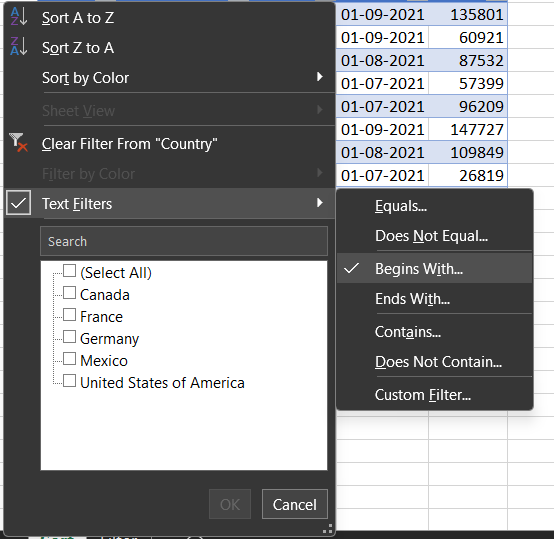 Sort A to Z
Sort Z to A
Sort by Color
Sheet View
Clear Filter From "Country"
Filter by Color
Text Filters
Search
(Select All)
Canada
France
Germany
Mexico
United States of America
OK Cancel
01-09-2021 135801
01-09-2021 60921
01-08-2021 87532
01-07-2021 57399
01-07-2021 96209
01-09-2021 147727
01-08-2021 109849
01-07-2021 26819
Equals...
Does Not Equal...
Begins With...
Ends With...
Contains...
Does Not Contain...
Custom Filter...